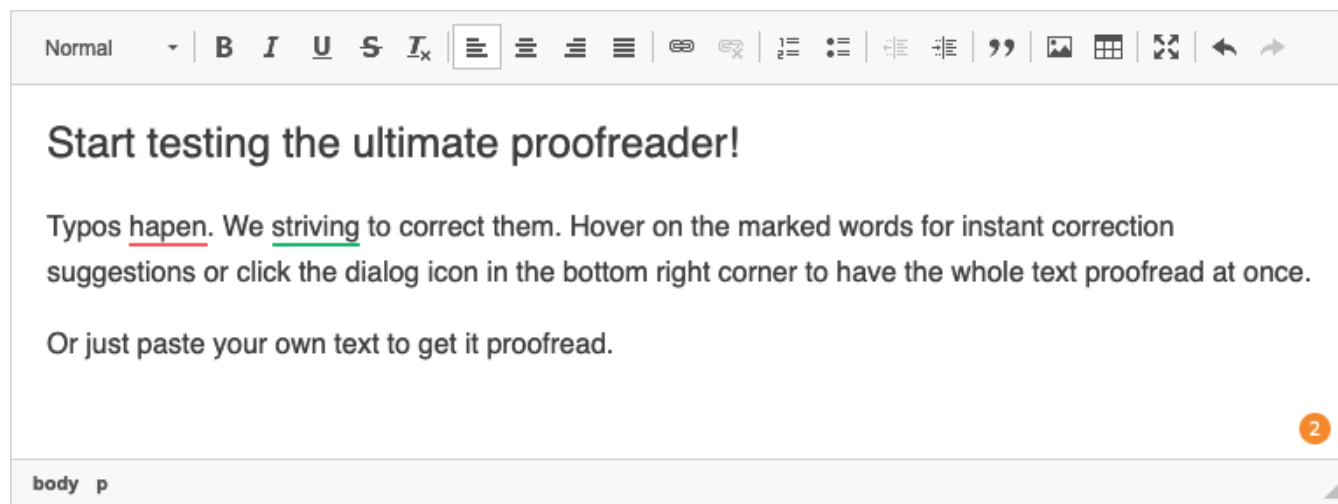 Normal
Start testing the ultimate proofreader!
Typos hapen. We striving to correct them. Hover on the marked words for instant correction
suggestions or click the dialog icon in the bottom right corner to have the whole text proofread at once.
Or just paste your own text to get it proofread.
2
body p